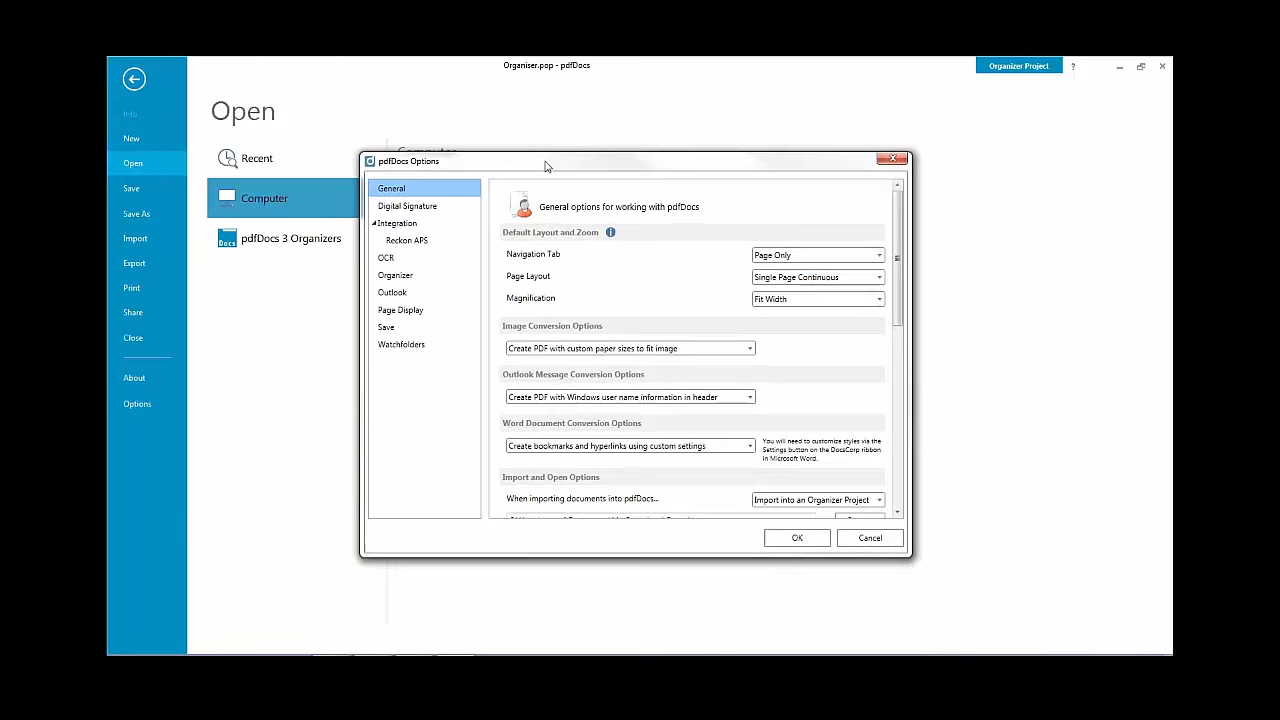 Organiser.pop - pdfDocs
Organizer Project
?
Info
New
Open
Save
Save As
Import
Export
Print
Share
Close
About
Options
Open
Recent
Computer
pdfDocs 3 Organizers
Docs
Computer
pdfDocs Options
General
Digital Signature
Integration
Reckon APS
OCR
Organizer
Outlook
Page Display
Save
Watchfolders
General options for working with pdfDocs
Default Layout and Zoom
Navigation Tab Page Only
Page Layout Single Page Continuous
Magnification Fit Width
Image Conversion Options
Create PDF with custom paper sizes to fit image
Outlook Message Conversion Options
Create PDF with Windows user name information in header
Word Document Conversion Options
Create bookmarks and hyperlinks using custom settings
You will need to customize styles via the
Settings button on the DocsCorp ribbon
in Microsoft Word.
Import and Open Options
When importing documents into pdfDocs... Import into an Organizer Project
OK Cancel